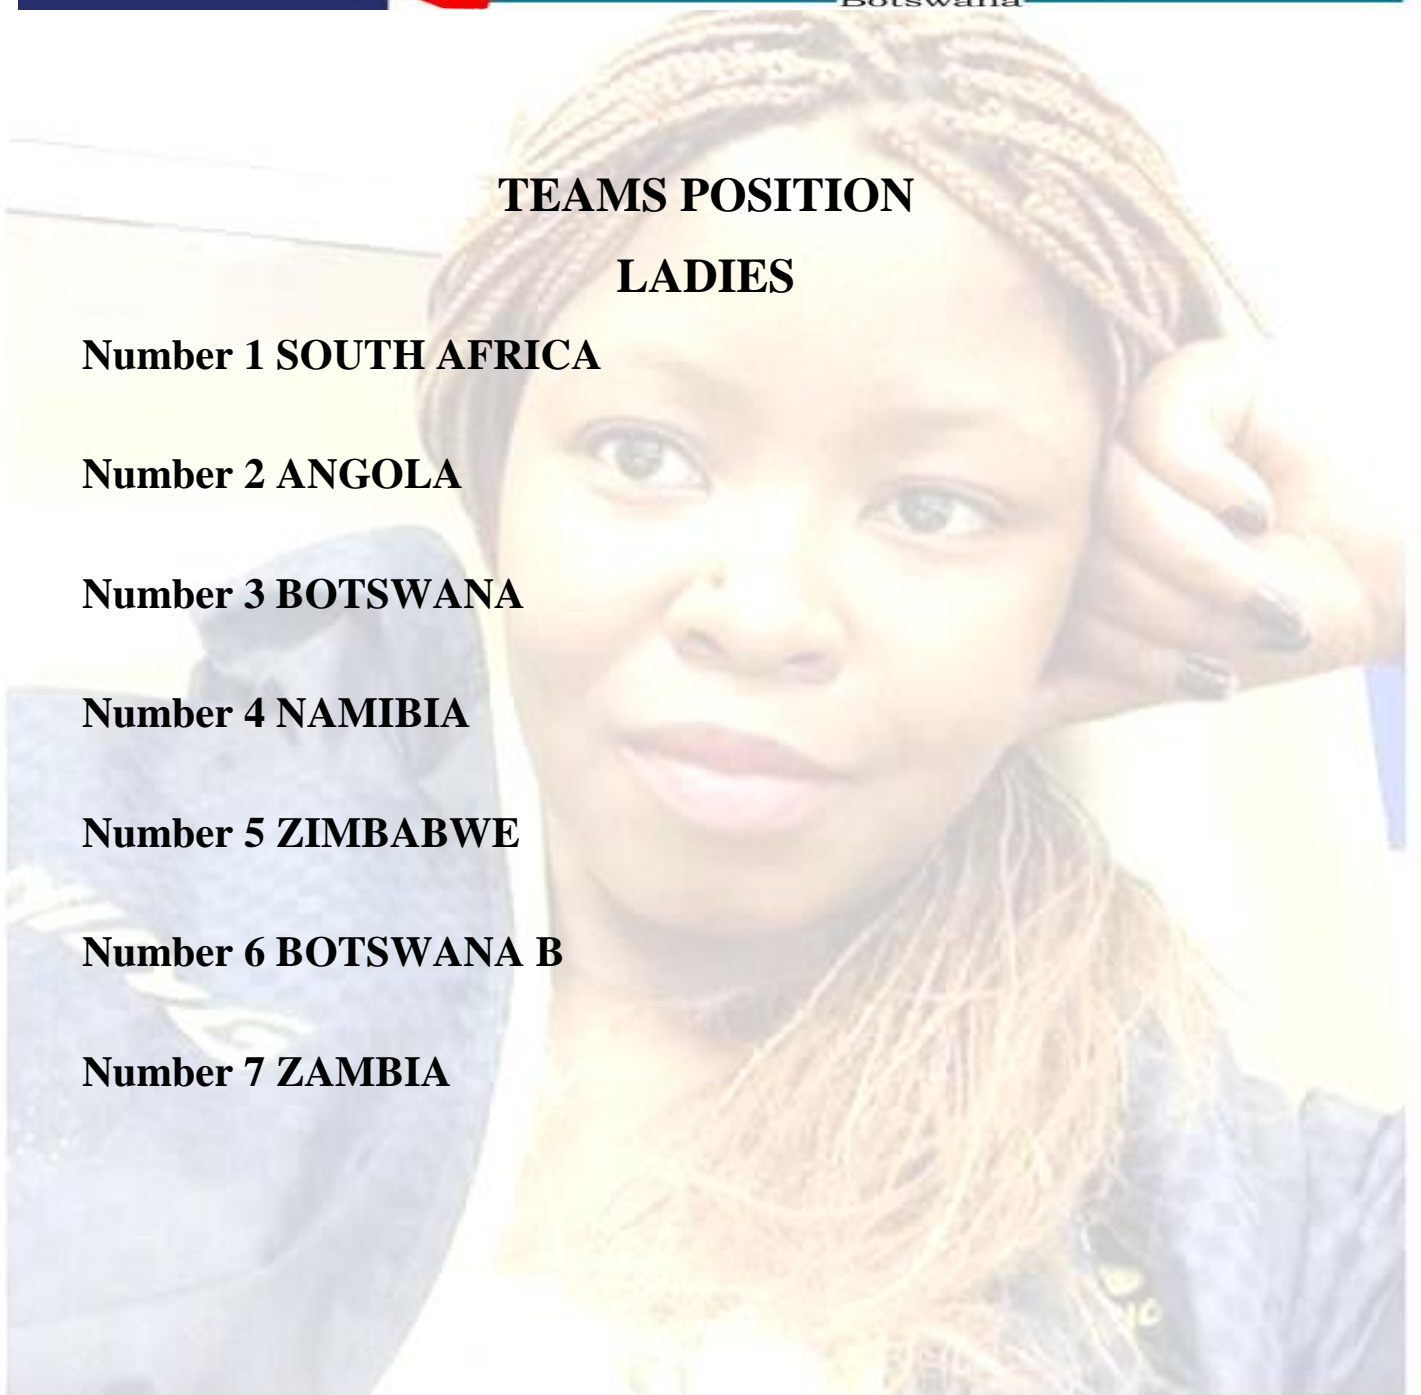 Botswana
TEAMS POSITION
LADIES
Number 1 SOUTH AFRICA
Number 2 ANGOLA
Number 3 BOTSWANA
Number 4 NAMIBIA
Number 5 ZIMBABWE
Number 6 BOTSWANA B
Number 7 ZAMBIA